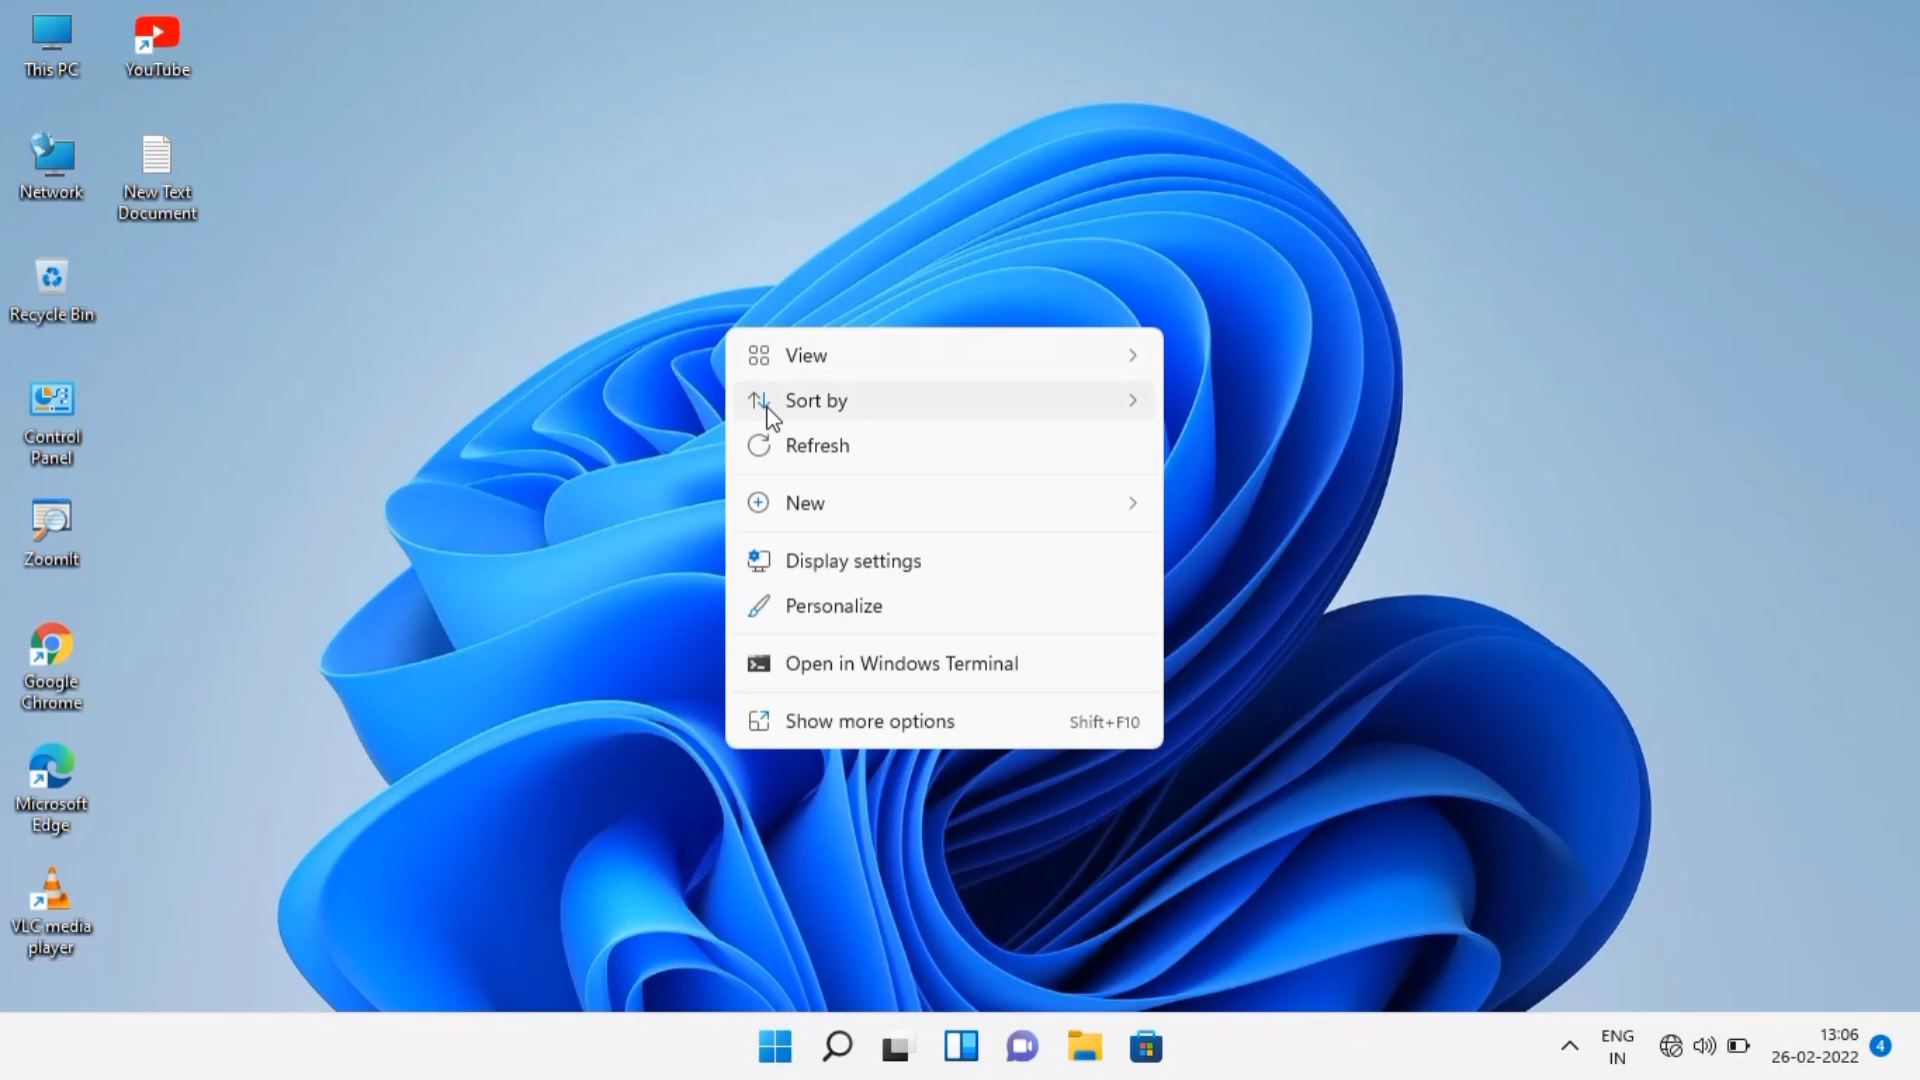 This PC
YouTube
Network
New Text
Document
Recycle Bin
Control
Panel
ZoomIt
Google
Chrome
Microsoft
Edge
VLC media
player
View
Sort by
Refresh
New
Display settings
Personalize
Open in Windows Terminal
Show more options Shift+F10
ENG
IN
13:06
26-02-2022
4